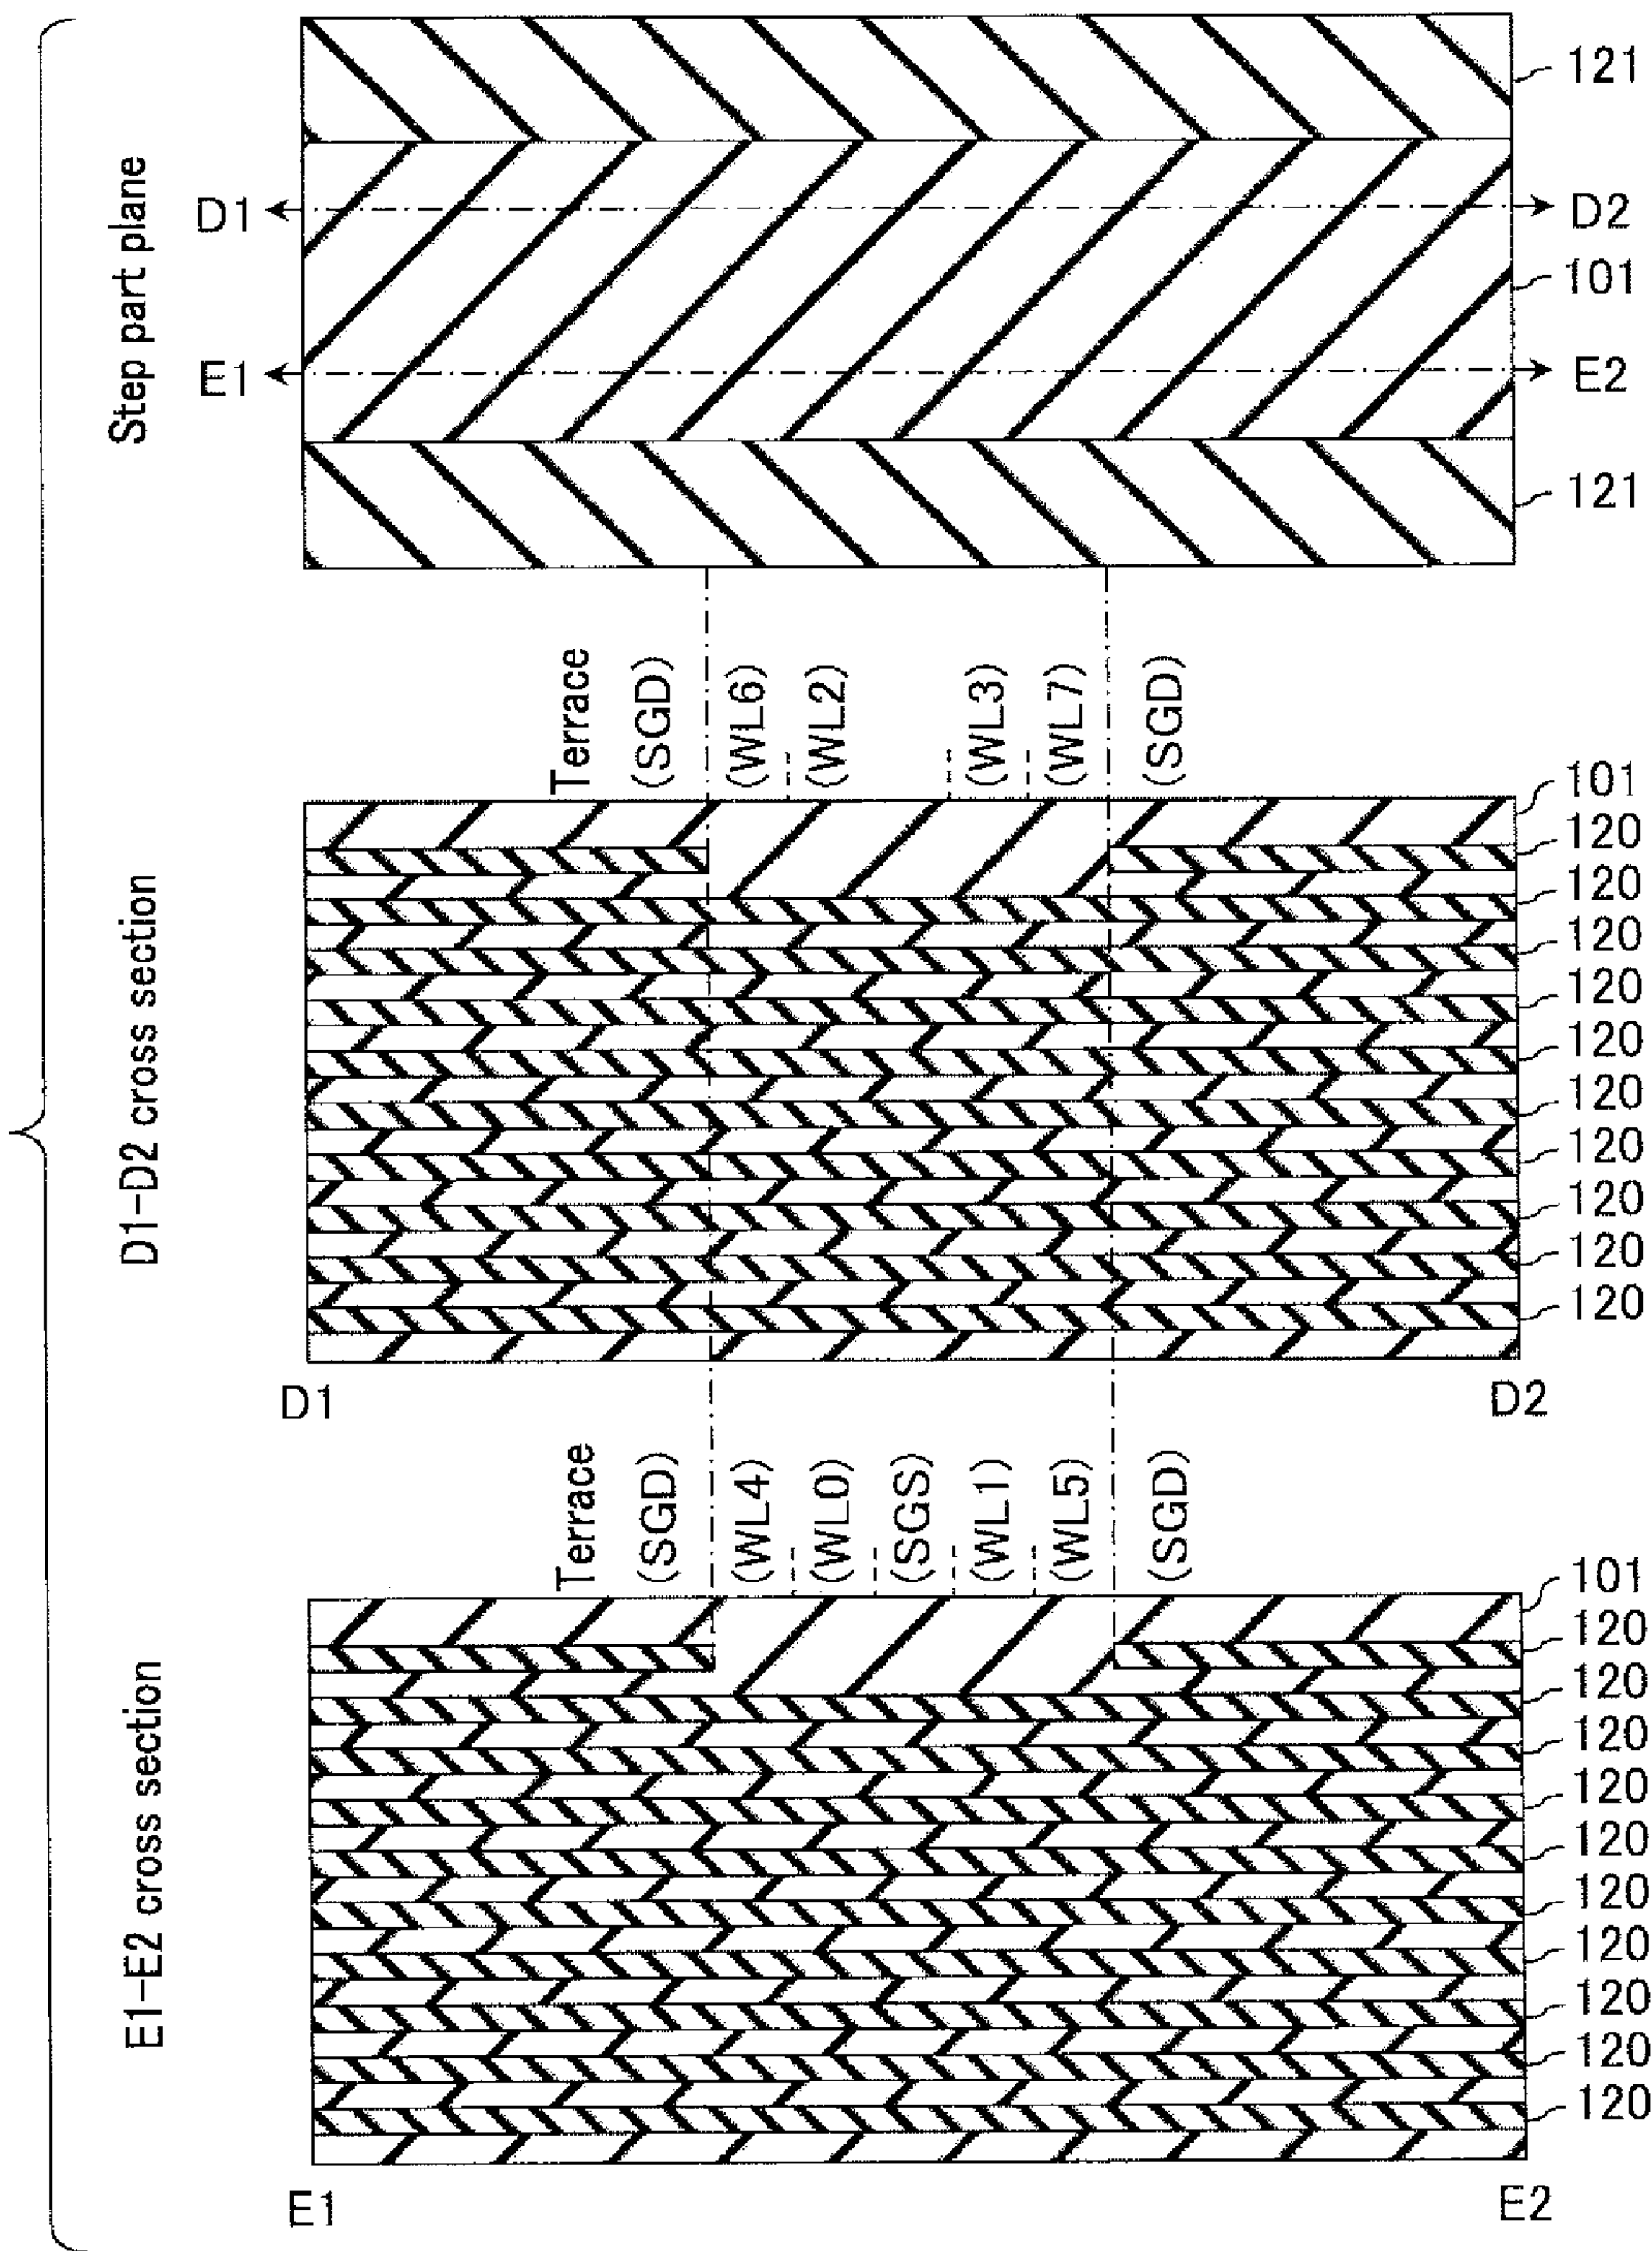 Step part plane
121
D1
D2
101
E1
E2
121
D1-D2 cross section
Terrace
(SGD)
(WL6)
(WL2)
(WL3)
(WL7)
(SGD)
101
120
120
120
120
120
120
120
120
120
120
D1
D2
E1-E2 cross section
Terrace
(SGD)
(WL4)
(WL0)
(SGS)
(WL1)
(WL5)
(SGD)
101
120
120
120
120
120
120
120
120
120
120
E1
E2